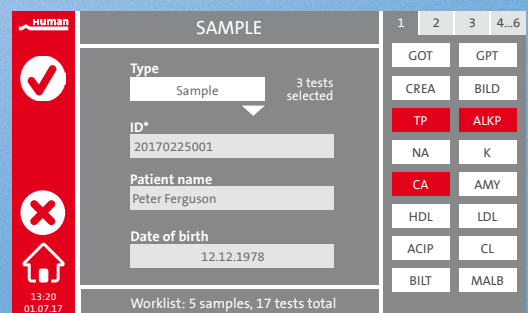 Human
SAMPLE
1 2 3 4...6
Type
Sample
3 tests
selected
ID*
20170225001
Patient name
Peter Ferguson
Date of birth
12.12.1978
Worklist: 5 samples, 17 tests total
13:20
01.07.17
GOT GPT
CREA BILD
TP ALKP
NA K
CA AMY
HDL LDL
ACIP CL
BILT MALB